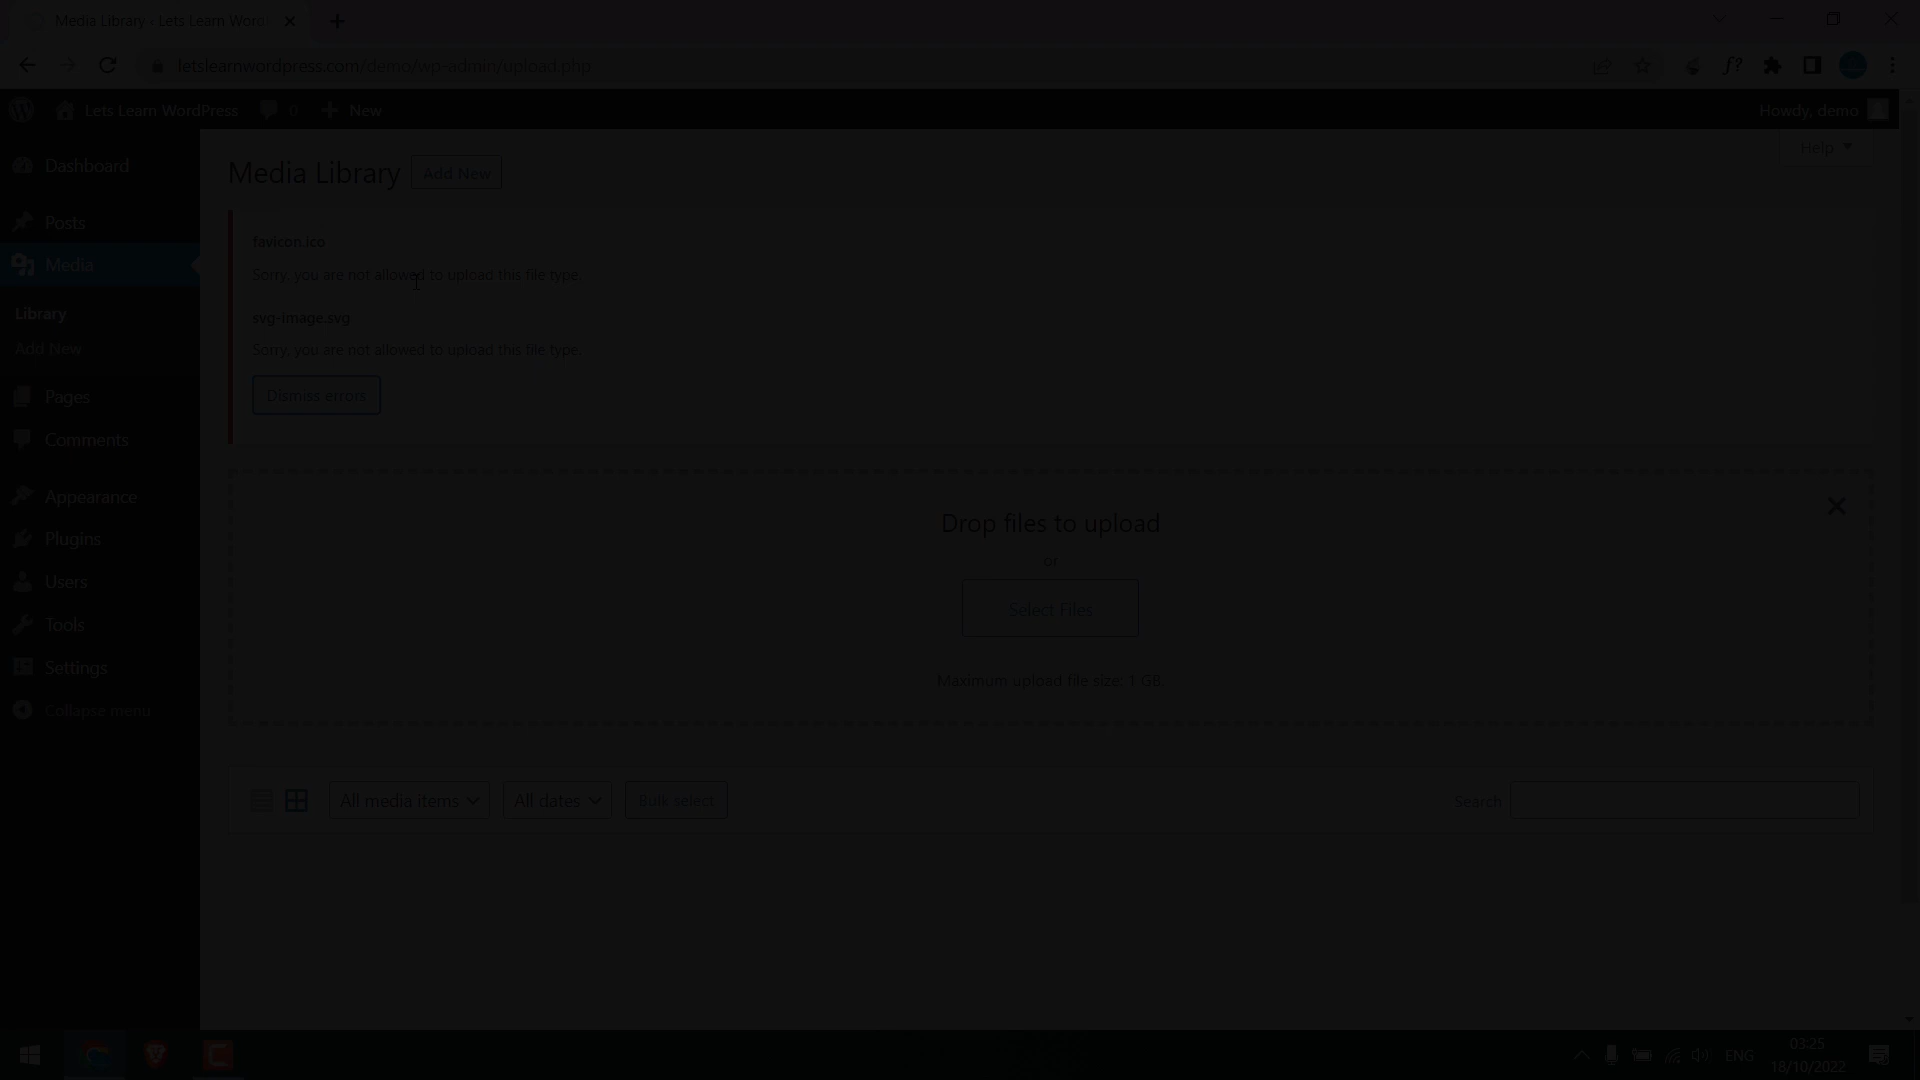 Media Library ‹ Lets Learn Word
letslearnwordpress.com/demo/wp-admin/upload.php
Lets Learn WordPress
0
New
Howdy, demo
Dashboard
Posts
Media
Library
Add New
Pages
Comments
Appearance
Plugins
Users
Tools
Settings
Collapse menu
Help
Media Library
Add New
favicon.ico
Sorry, you are not allowed to upload this file type.
svg-image.svg
Sorry, you are not allowed to upload this file type.
Dismiss errors
Drop files to upload
or
Select Files
Maximum upload file size: 1 GB.
All media items
All dates
Bulk select
Search
ENG
03:25
18/10/2022